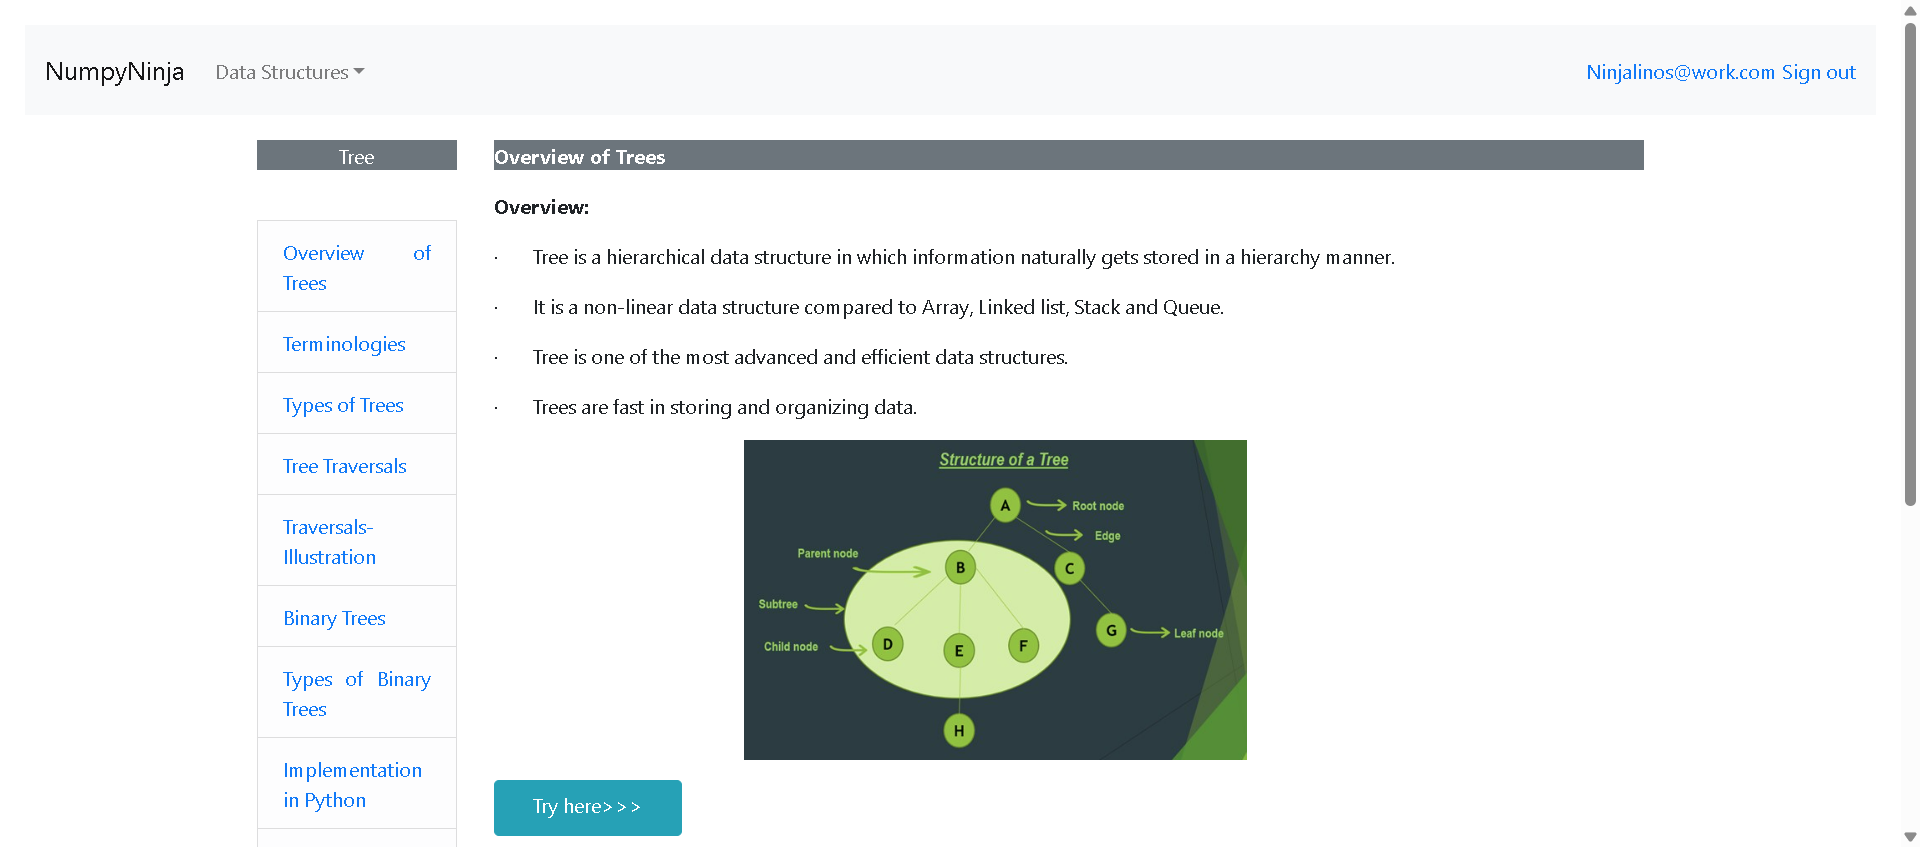 NumpyNinja Data Structures Ninjalinos@work.com Sign out
Tree
Overview of
Trees
Terminologies
Types of Trees
Tree Traversals
Traversals-
Illustration
Binary Trees
Types of Binary
Trees
Implementation
in Python
Overview of Trees
Overview:
· Tree is a hierarchical data structure in which information naturally gets stored in a hierarchy manner.
· It is a non-linear data structure compared to Array, Linked list, Stack and Queue.
· Tree is one of the most advanced and efficient data structures.
· Trees are fast in storing and organizing data.
Structure of a Tree
A Root node
Edge
Parent node B C
Subtree
Child node D E F G Leaf node
H
Try here>>>